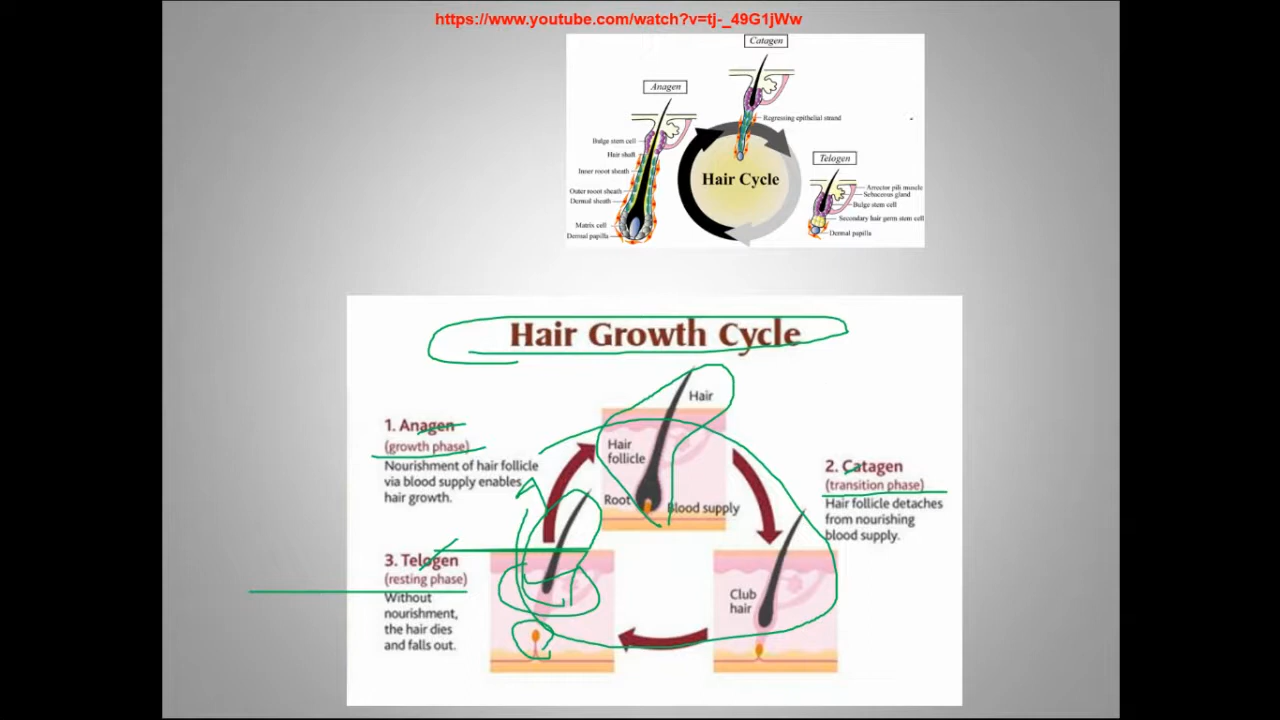 https://www.youtube.com/watch?v=tj-_49G1jWw
Catagen
Anagen
Regressing epithelial strand
Bulge stem cell
Hair shaft
Inner rooot sheath
Outer rooot sheath
Dermal sheath
Matrix cell
Dermal papilla
Hair Cycle
Telogen
Arrector pili muscle
Sebaceous gland
Bulge stem cell
Secondary hair germ stem cell
Dermal papilla
Hair Growth Cycle
1. Anagen
(growth phase)
Nourishment of hair follicle
via blood supply enables
hair growth.
Hair
Hair
follicle
Root
Blood supply
2. Catagen
(transition phase)
Hair follicle detaches
from nourishing
blood supply.
Club
hair
3. Telogen
(resting phase)
Without
nourishment,
the hair dies
and falls out.